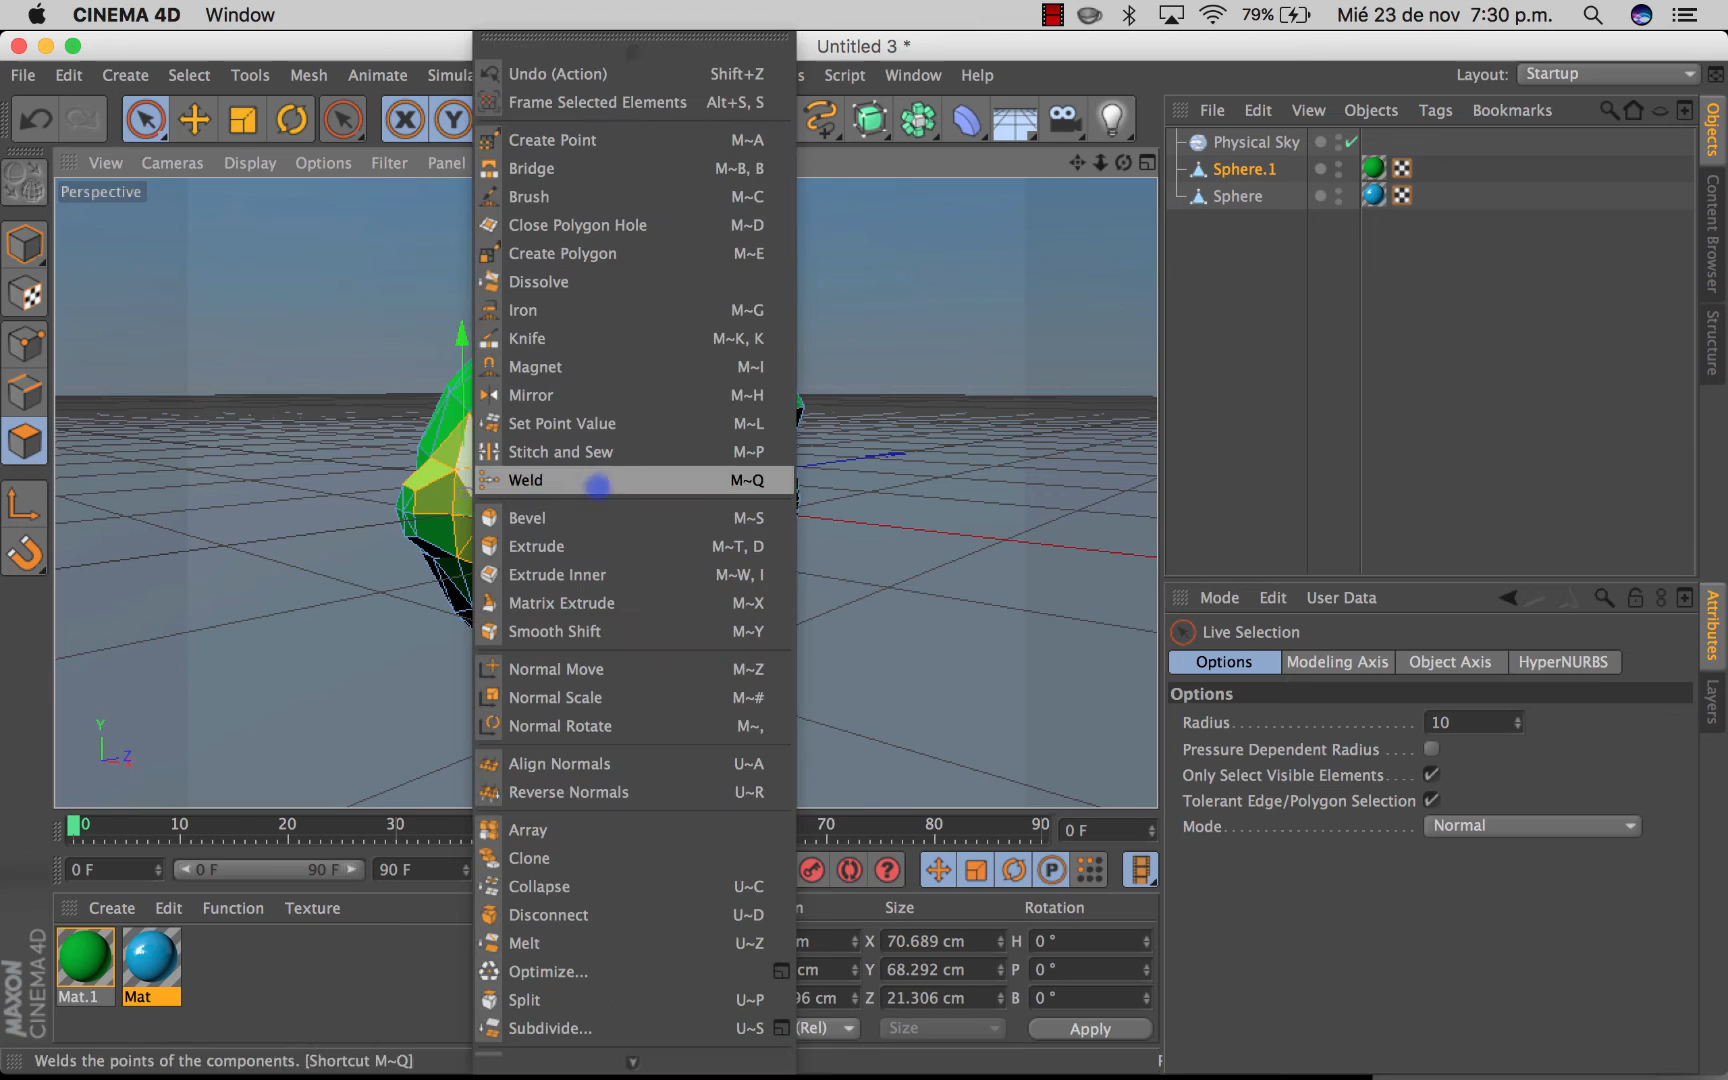 CINEMA 4D Window 79% Mié 23 de nov 7:30 p.m.
Untitled 3 *
File Edit Create Select Tools Mesh Animate Simula s Script Window Help Layout: Startup
View Cameras Display Options Filter Panel
Perspective
Undo (Action) Shift+Z
Frame Selected Elements Alt+S, S
Create Point M~A
Bridge M~B, B
Brush M~C
Close Polygon Hole M~D
Create Polygon M~E
Dissolve
Iron M~G
Knife M~K, K
Magnet M~I
Mirror M~H
Set Point Value M~L
Stitch and Sew M~P
Weld M~Q
Bevel M~S
Extrude M~T, D
Extrude Inner M~W, I
Matrix Extrude M~X
Smooth Shift M~Y
Normal Move M~Z
Normal Scale M~#
Normal Rotate M~,
Align Normals U~A
Reverse Normals U~R
Array
Clone
Collapse U~C
Disconnect U~D
Melt U~Z
Optimize...
Split U~P
Subdivide... U~S
X Y
Y
Z
File Edit View Objects Tags Bookmarks
Physical Sky
Sphere.1
Sphere
Objects
Content Browser
Structure
Mode Edit User Data
Live Selection
Options Modeling Axis Object Axis HyperNURBS
Options
Radius 10
Pressure Dependent Radius
Only Select Visible Elements
Tolerant Edge/Polygon Selection
Mode Normal
Attributes
Layers
0 10 20 30 70 80 90 0 F
0 F 0 F 90 F 90 F
P
Create Edit Function Texture
Mat.1 Mat
n Size Rotation
m X 70.689 cm H 0 °
cm Y 68.292 cm P 0 °
96 cm Z 21.306 cm B 0 °
(Rel) Size Apply
MAXON
CINEMA 4D
Welds the points of the components. [Shortcut M~Q]